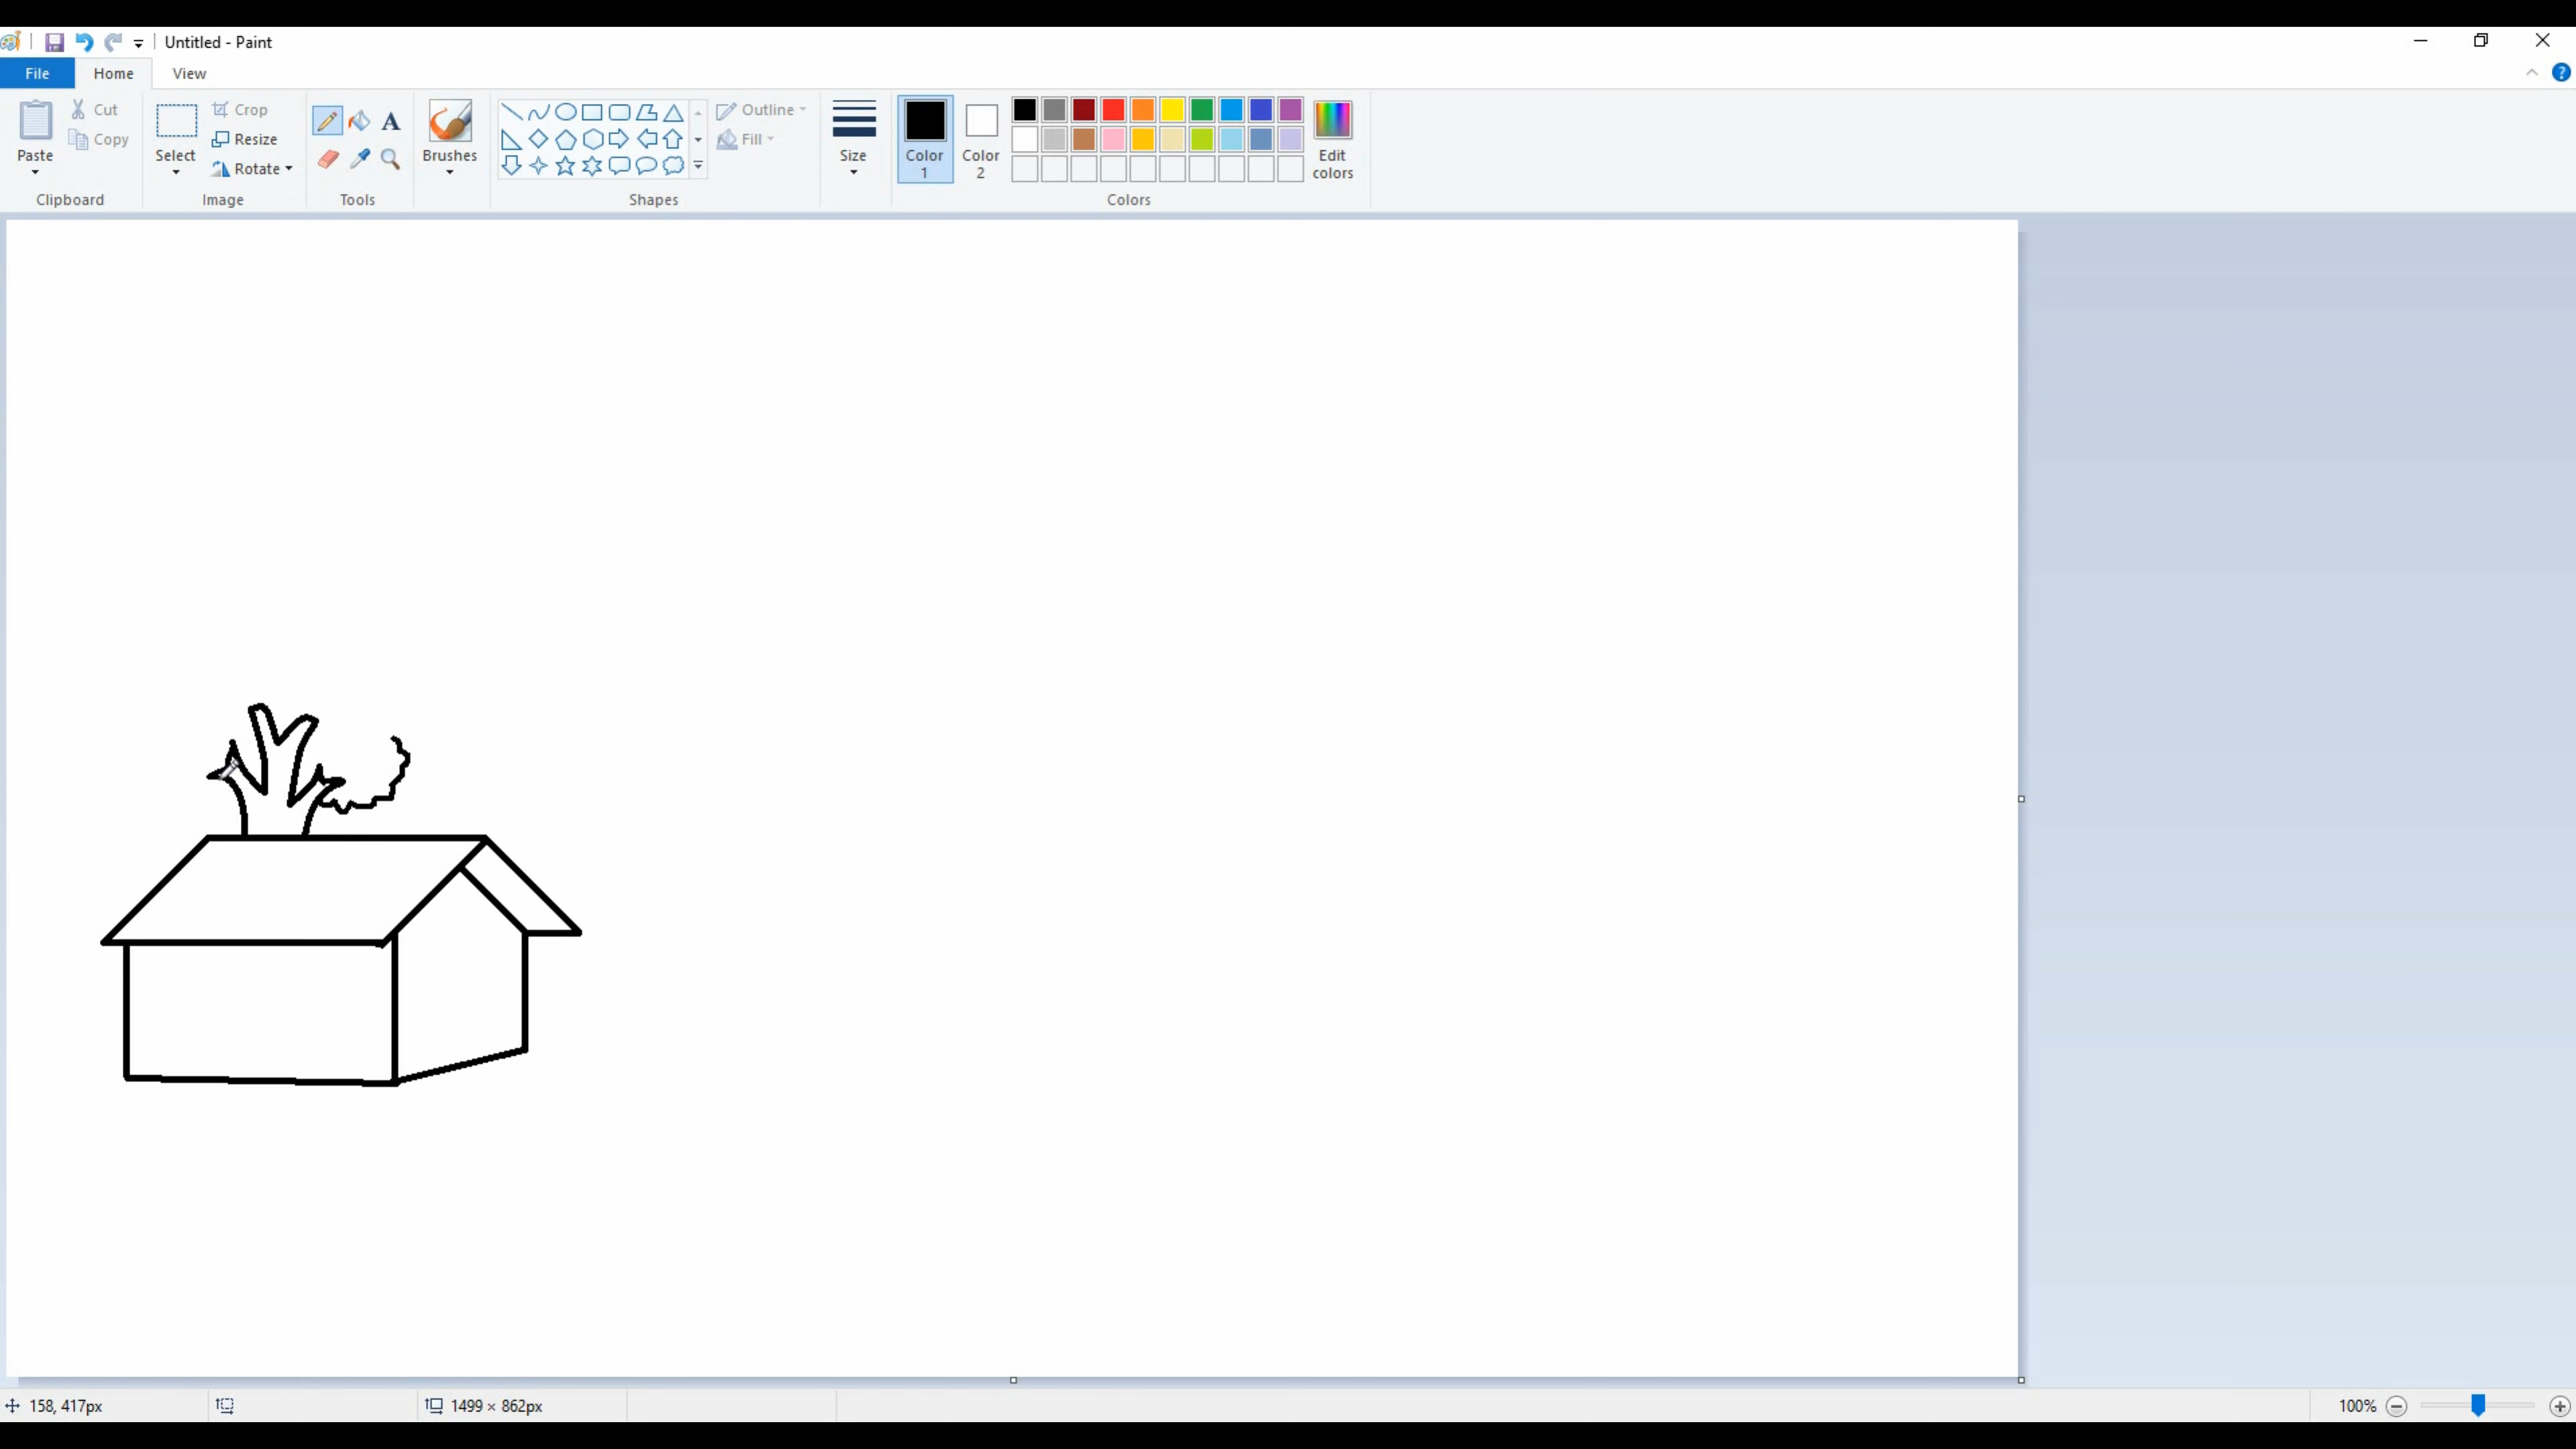 Untitled - Paint
File Home View
Paste
Cut
Copy
Clipboard
Select
Crop
Resize
Rotate
Image
A
Tools
Brushes
Outline
Fill
Shapes
Size
Color 1
Color 2
Edit colors
Colors
158, 417px
1499 × 862px
100%